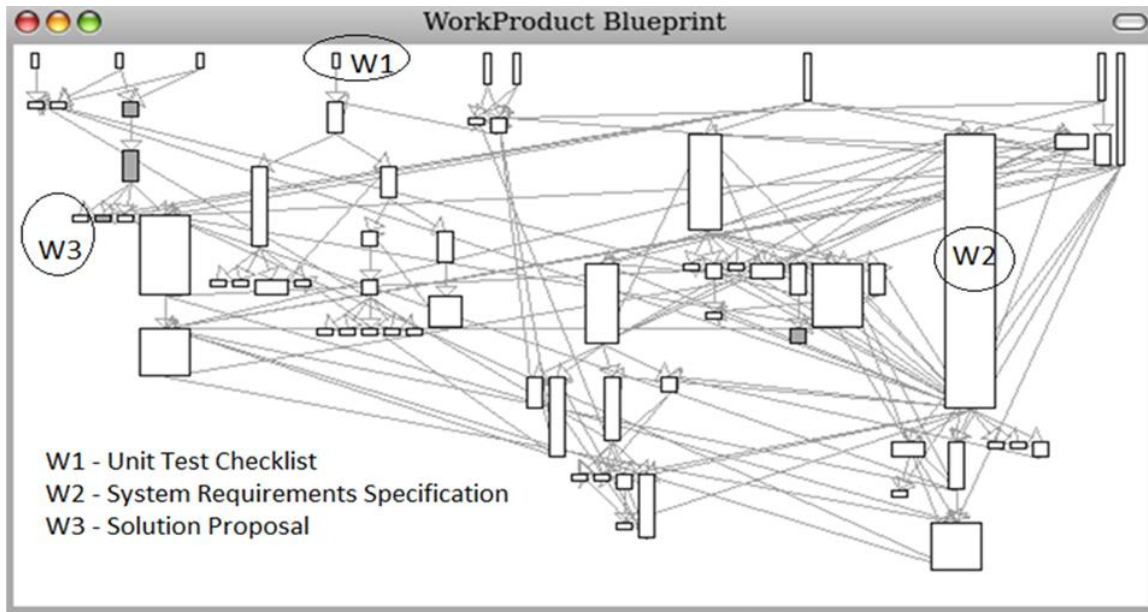 WorkProduct Blueprint
W1
W3
W2
W1 - Unit Test Checklist
W2 - System Requirements Specification
W3 - Solution Proposal